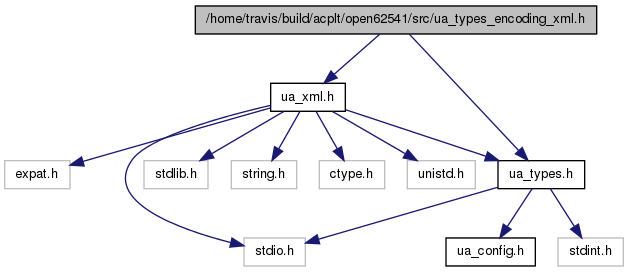 /home/travis/build/acplt/open62541/src/ua_types_encoding_xml.h
ua_xml.h
expat.h
stdlib.h
string.h
ctype.h
unistd.h
ua_types.h
stdio.h
ua_config.h
stdint.h